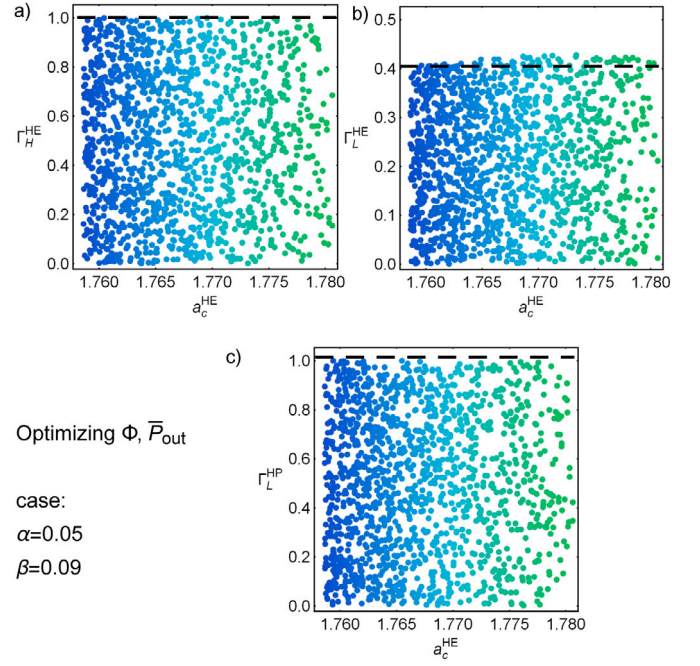 a)
1.0
0.8
0.6
0.4
0.2
0.0
Γ_H^HE
1.760 1.765 1.770 1.775 1.780
a_c^HE
b)
0.4
0.3
0.2
0.1
0.0
Γ_L^HE
1.760 1.765 1.770 1.775 1.780
a_c^HE
c)
1.0
0.8
0.6
0.4
0.2
0.0
Γ_L^HP
1.760 1.765 1.770 1.775 1.780
a_c^HE
Optimizing Φ, P̅out
case:
α=0.05
β=0.09